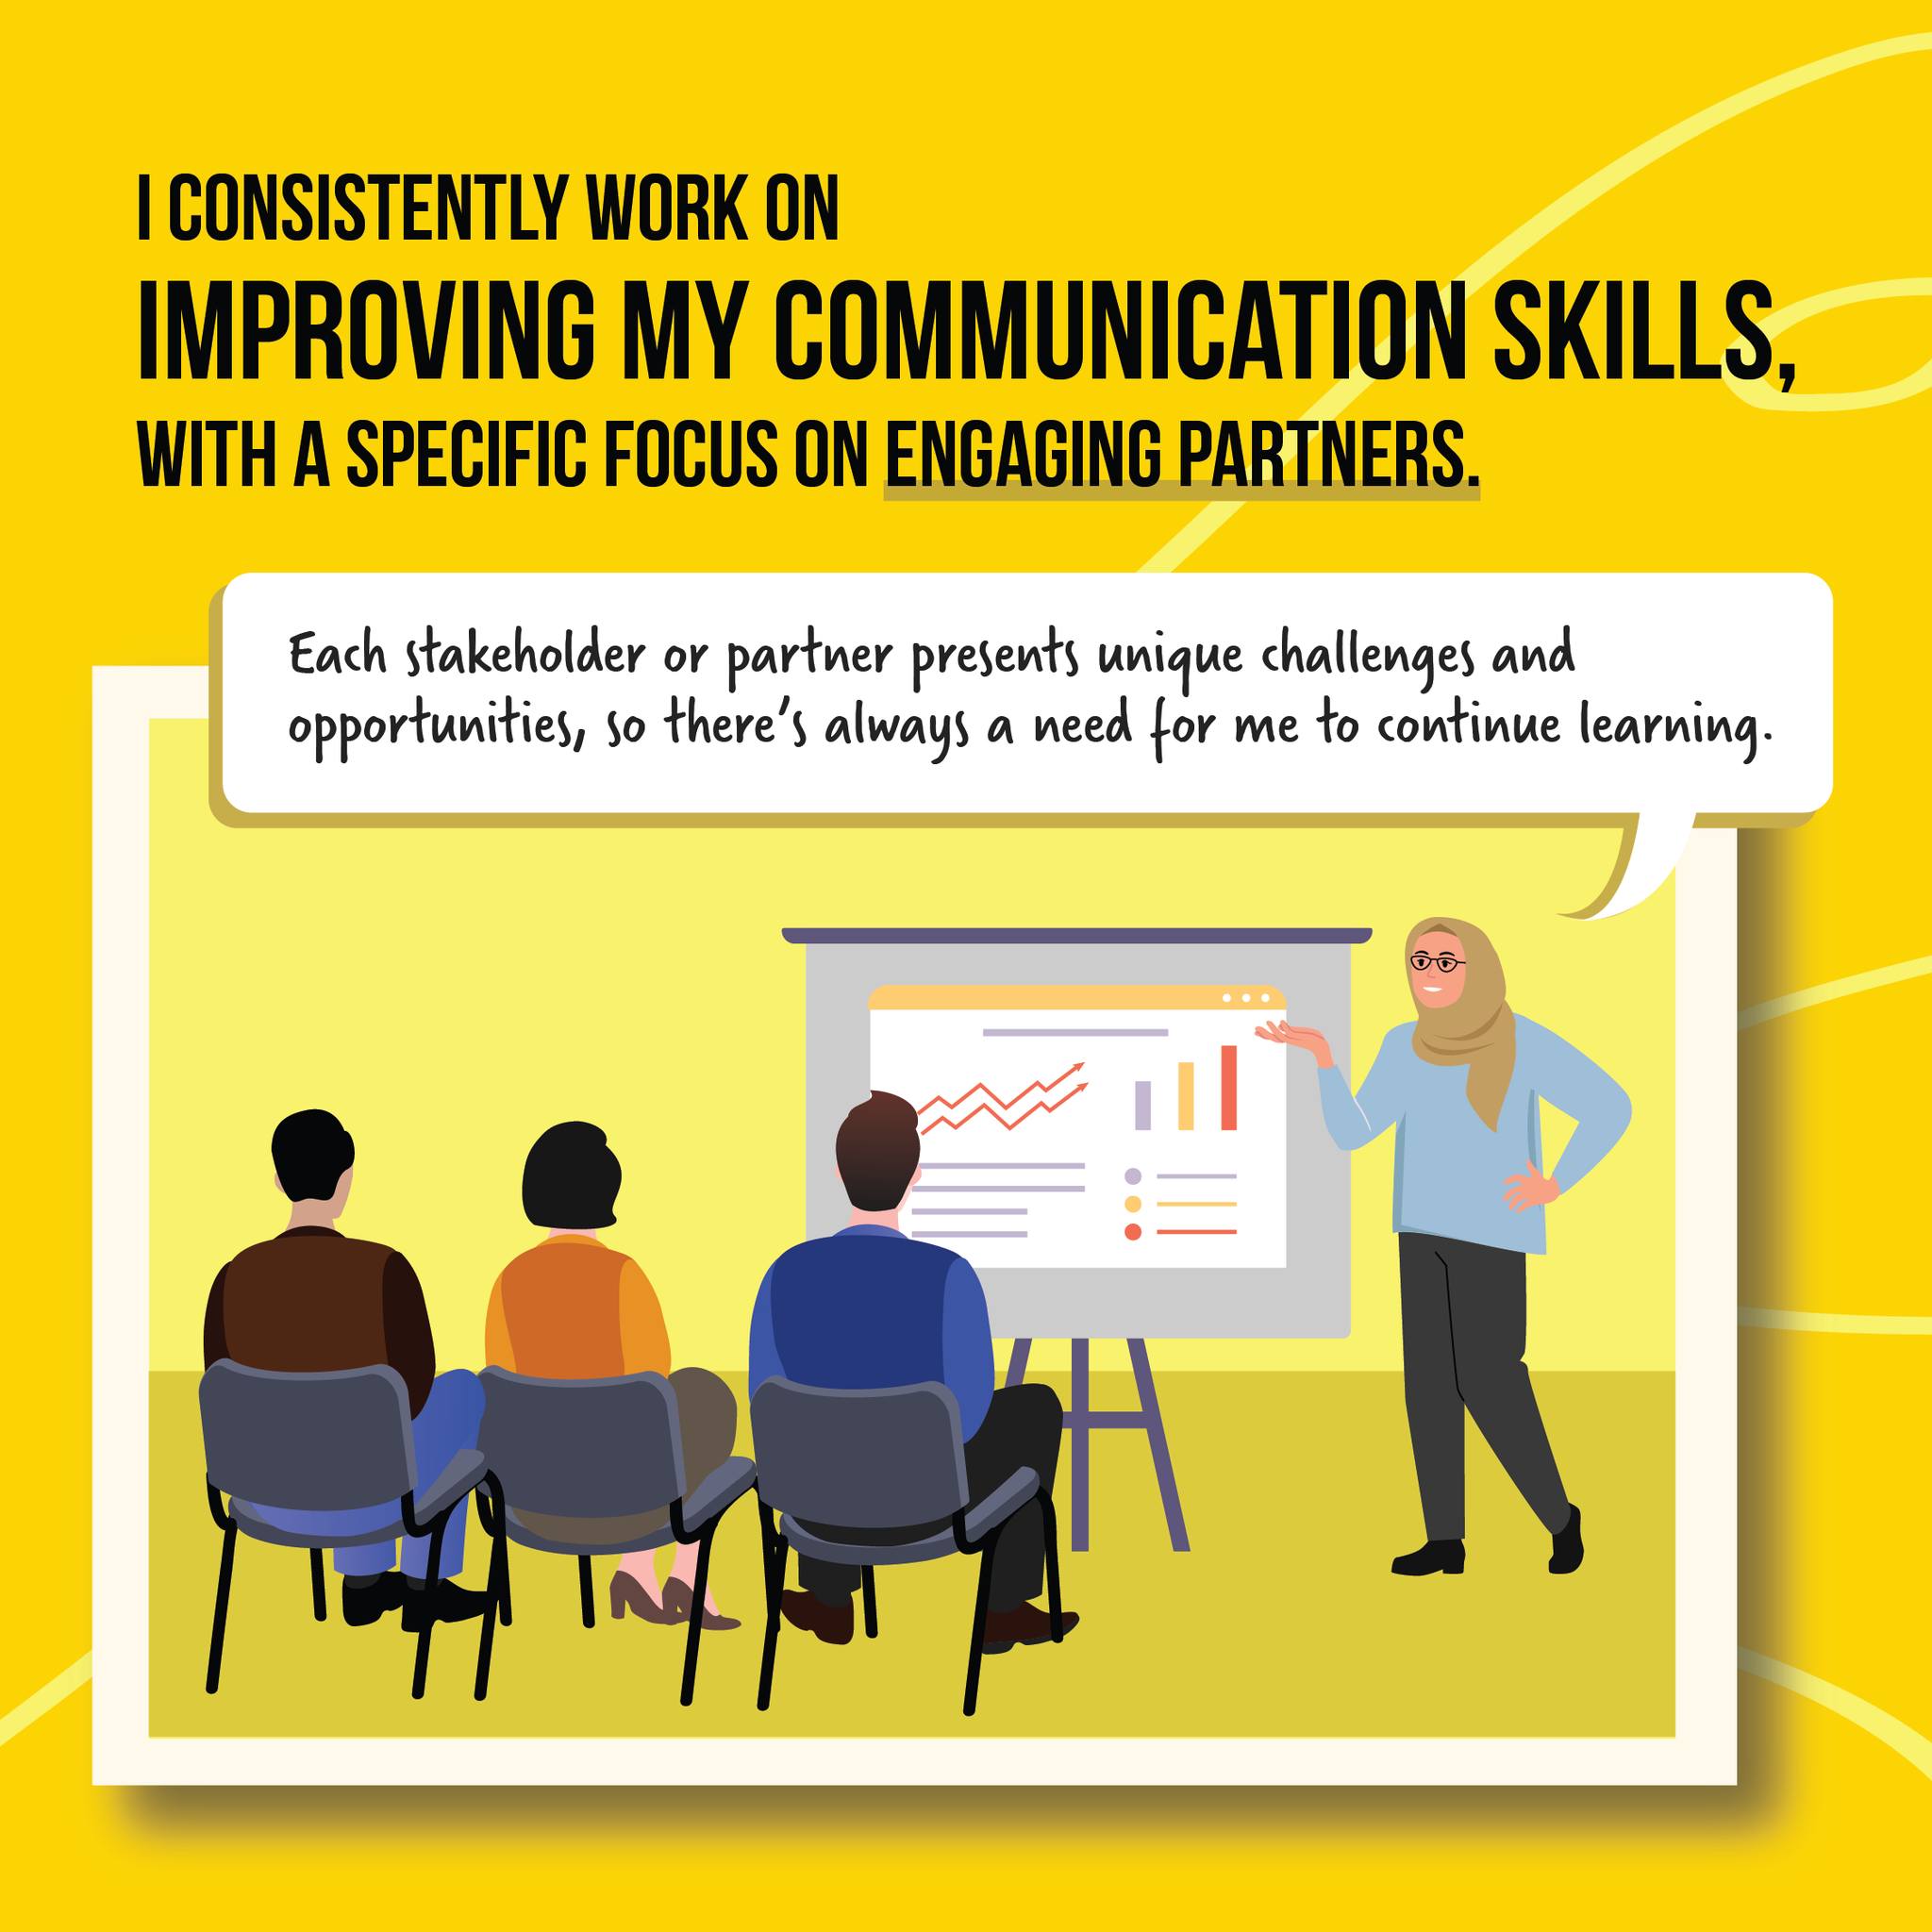 I CONSISTENTLY WORK ON
IMPROVING MY COMMUNICATION SKILLS,
WITH A SPECIFIC FOCUS ON ENGAGING PARTNERS.
Each stakeholder or partner presents unique challenges and
opportunities, so there's always a need for me to continue learning.